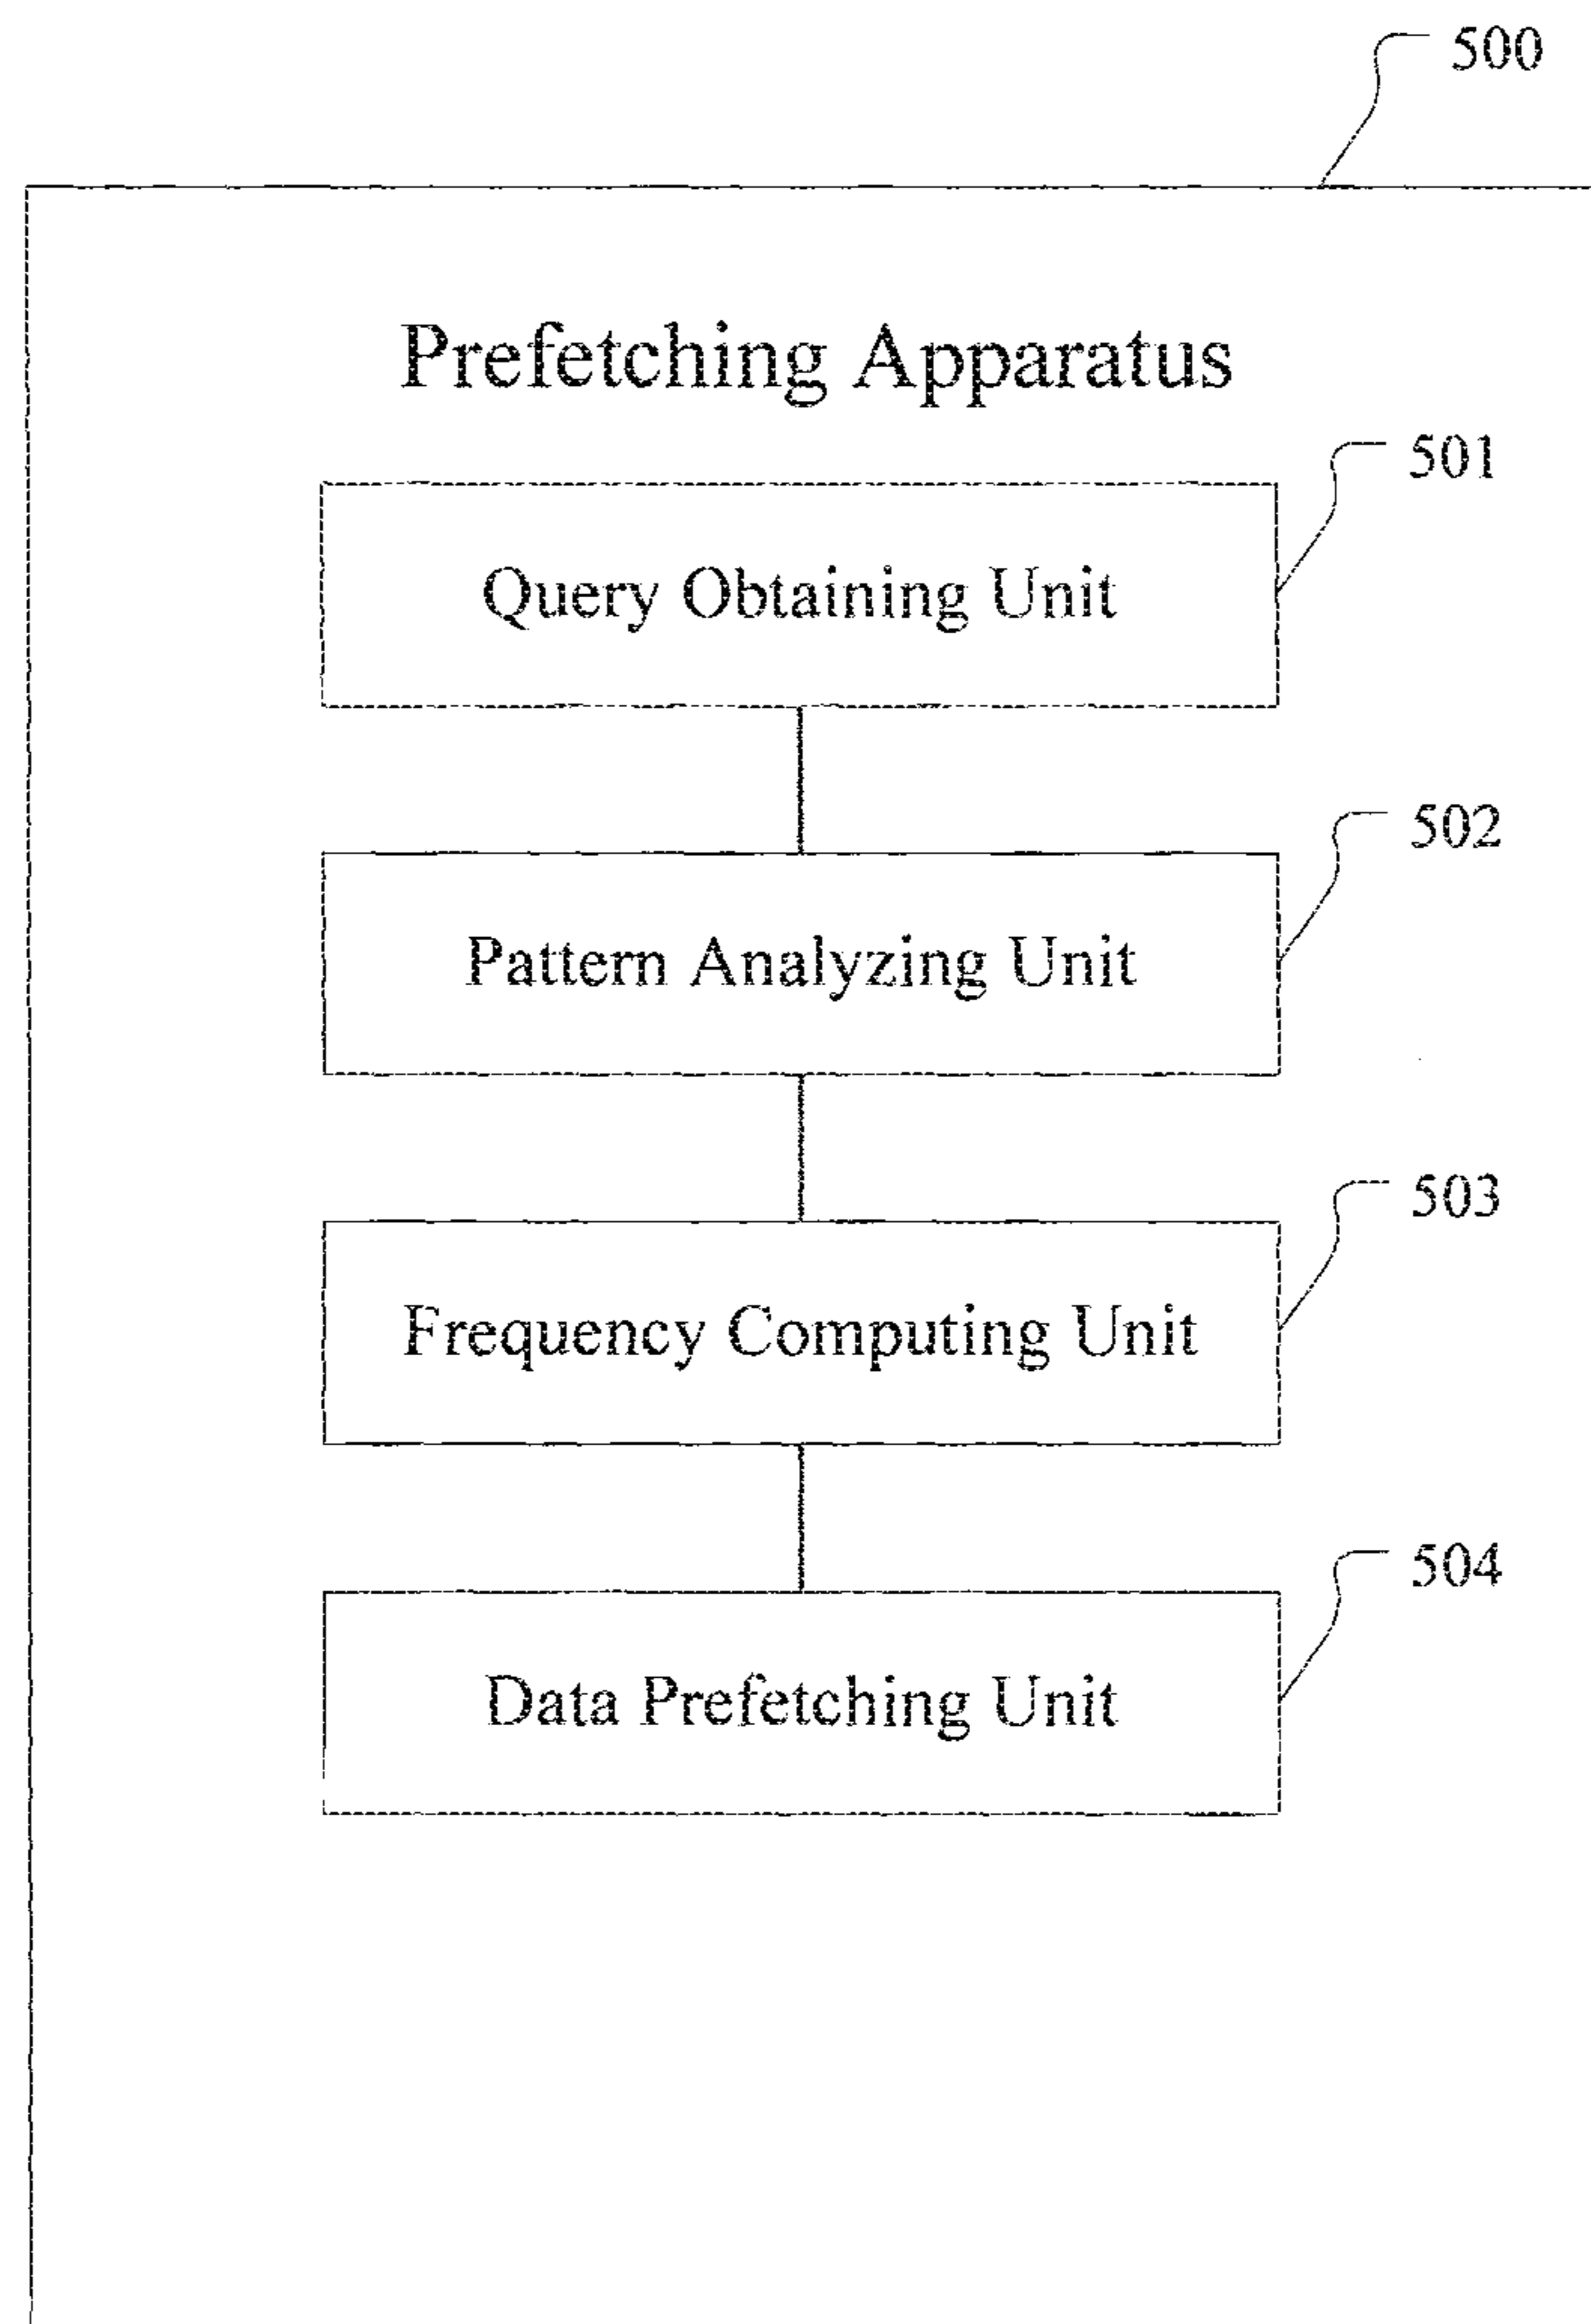 500
Prefetching Apparatus
501
Query Obtaining Unit
502
Pattern Analyzing Unit
503
Frequency Computing Unit
504
Data Prefetching Unit